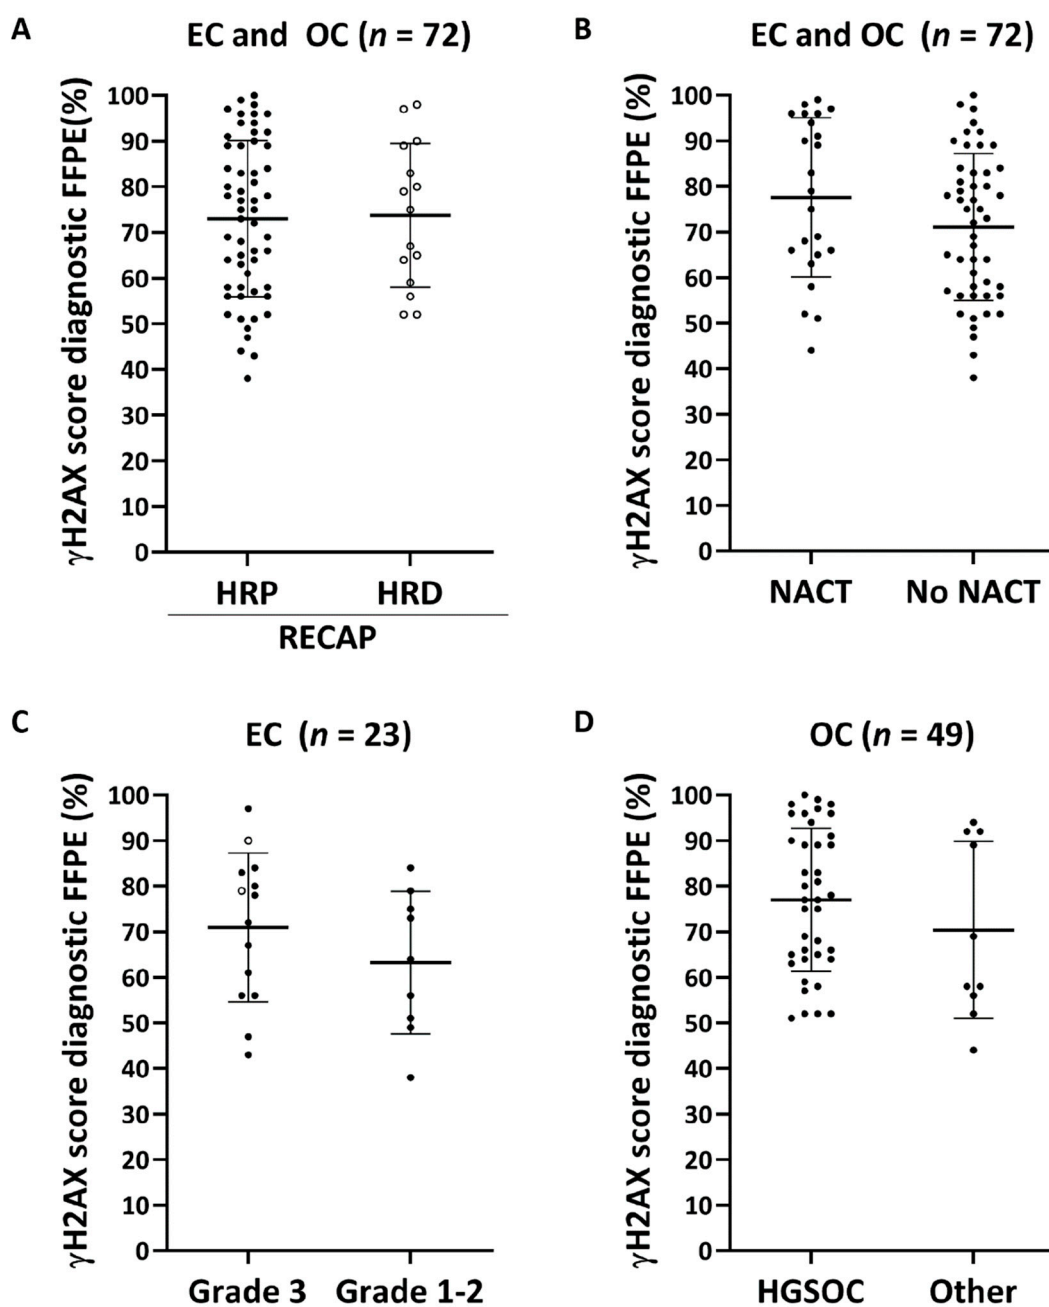 A
EC and OC (n = 72)
γH2AX score diagnostic FFPE(%)
100
90
80
70
60
50
40
30
20
10
0
HRP HRD
RECAP
B
EC and OC (n = 72)
γH2AX score diagnostic FFPE (%)
100
90
80
70
60
50
40
30
20
10
0
NACT No NACT
C
EC (n = 23)
γH2AX score diagnostic FFPE (%)
100
90
80
70
60
50
40
30
20
10
0
Grade 3 Grade 1-2
D
OC (n = 49)
γH2AX score diagnostic FFPE (%)
100
90
80
70
60
50
40
30
20
10
0
HGSOC Other